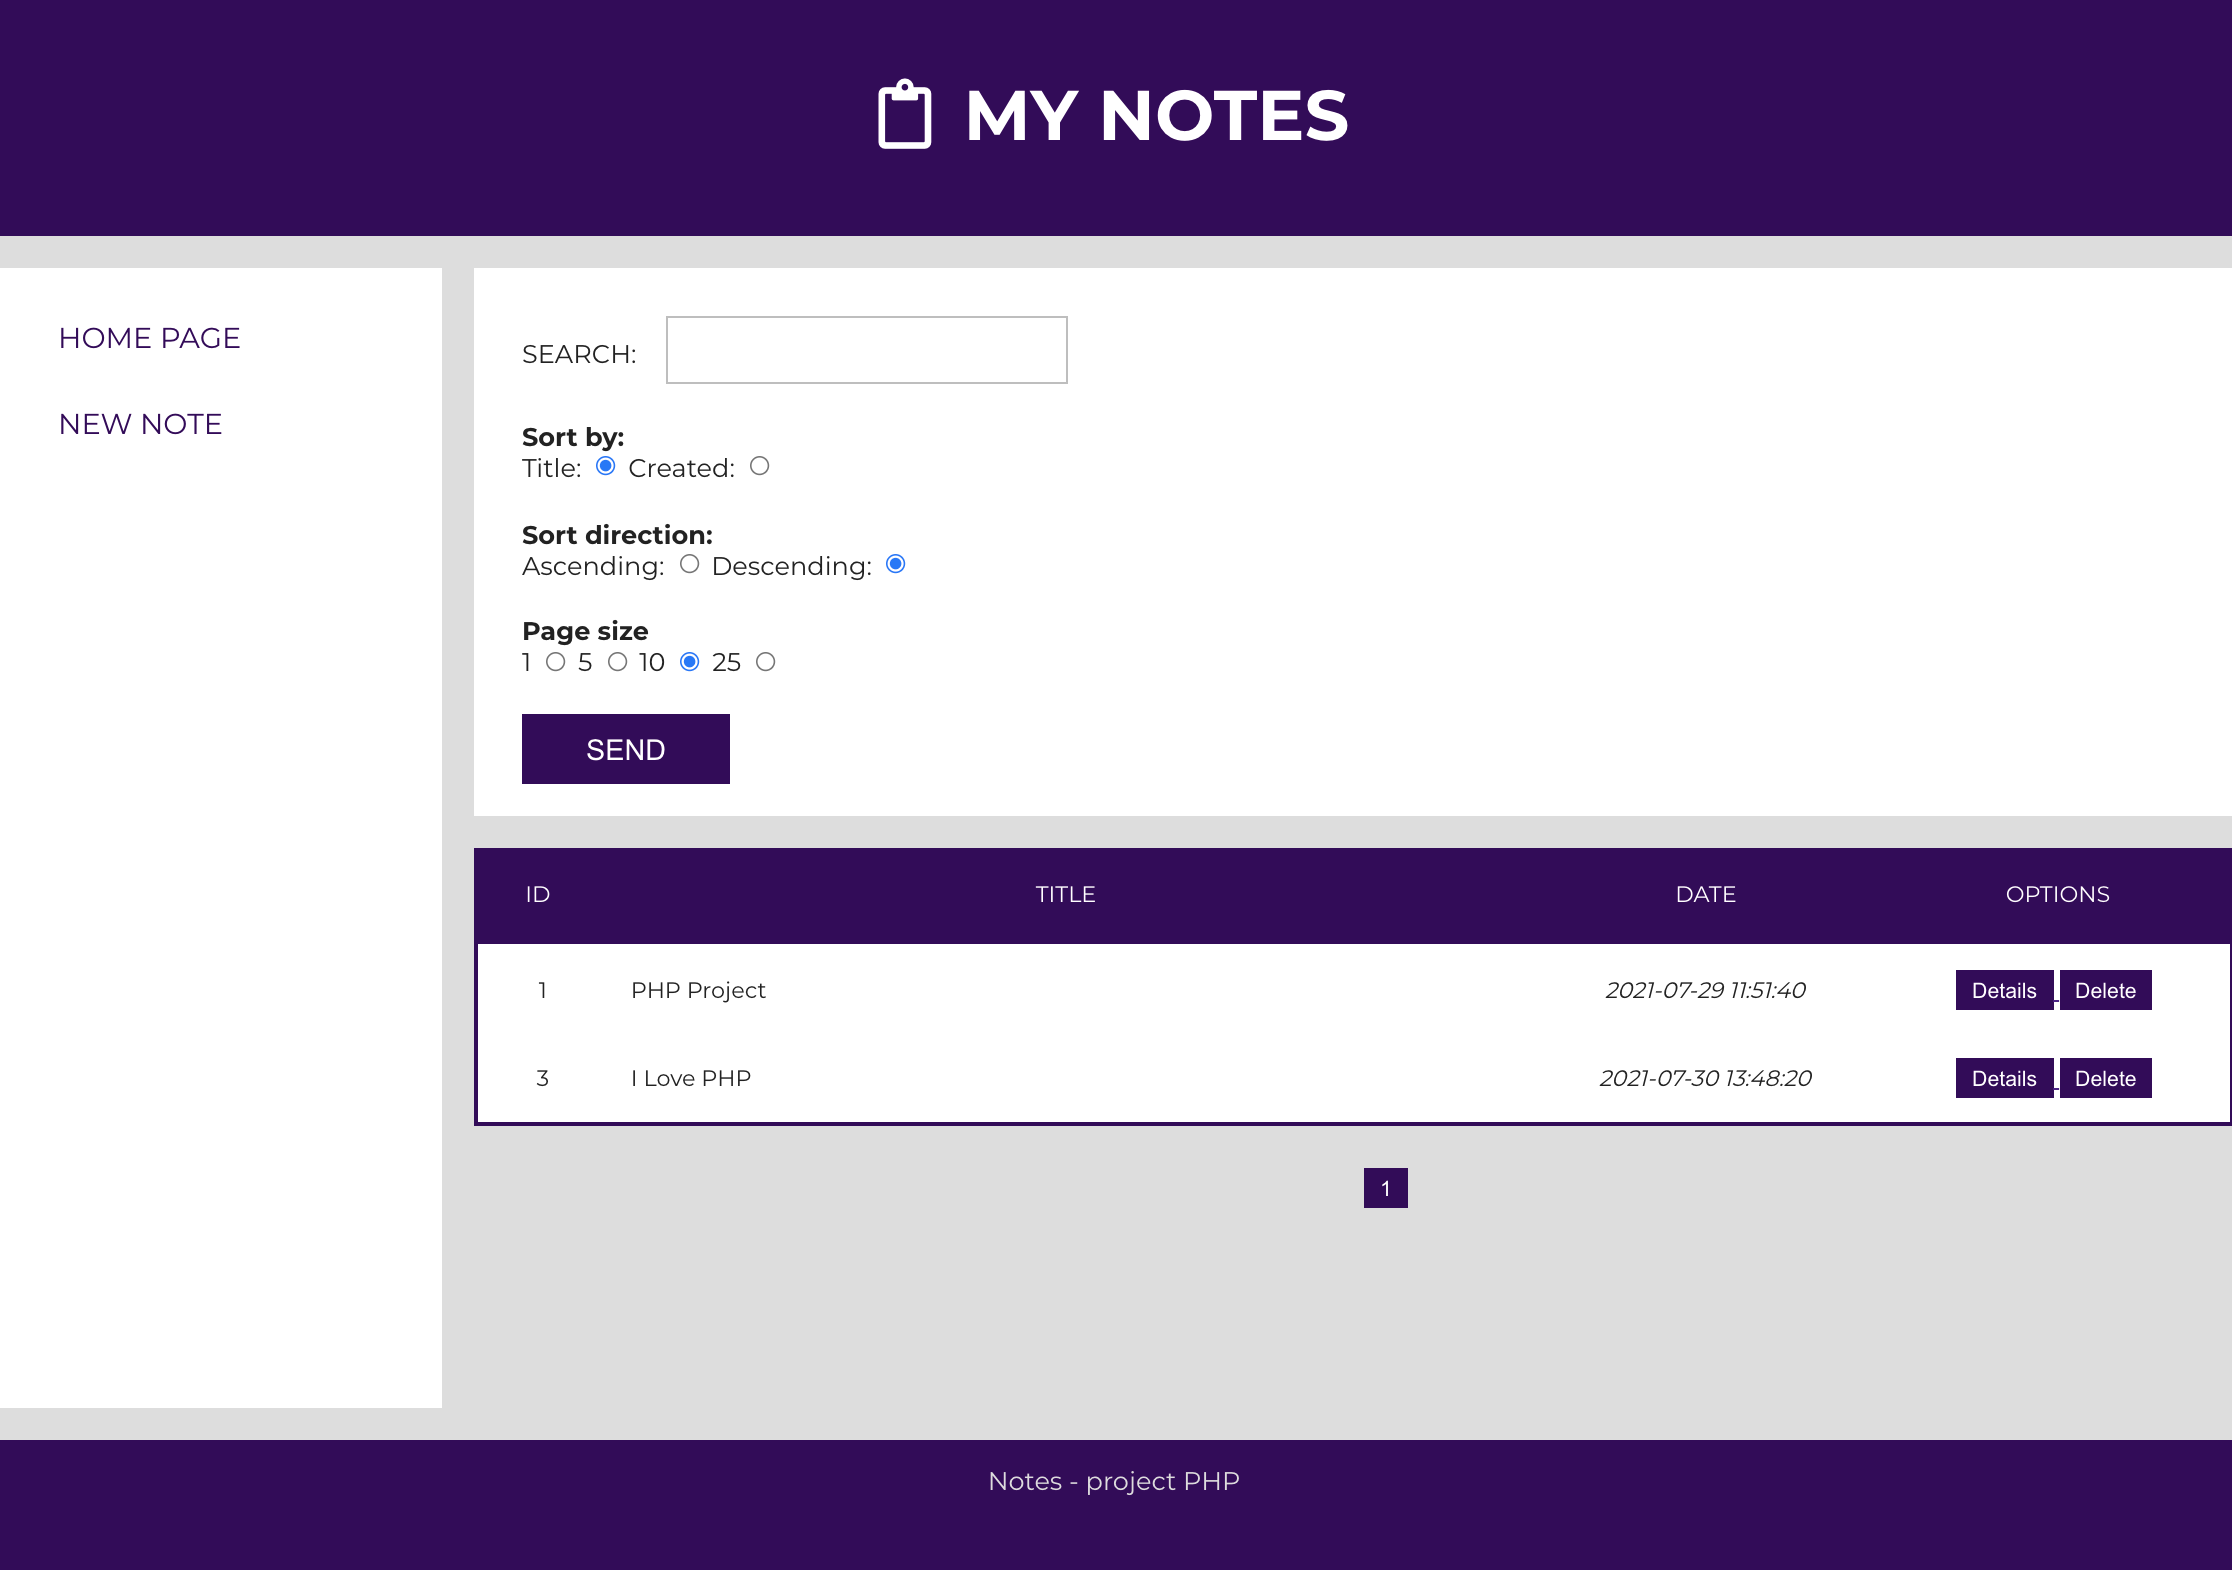 MY NOTES
HOME PAGE
NEW NOTE
SEARCH:
Sort by:
Title: Created:
Sort direction:
Ascending: Descending:
Page size
1 5 10 25
SEND
ID TITLE DATE OPTIONS
1 PHP Project 2021-07-29 11:51:40 Details Delete
3 I Love PHP 2021-07-30 13:48:20 Details Delete
1
Notes - project PHP